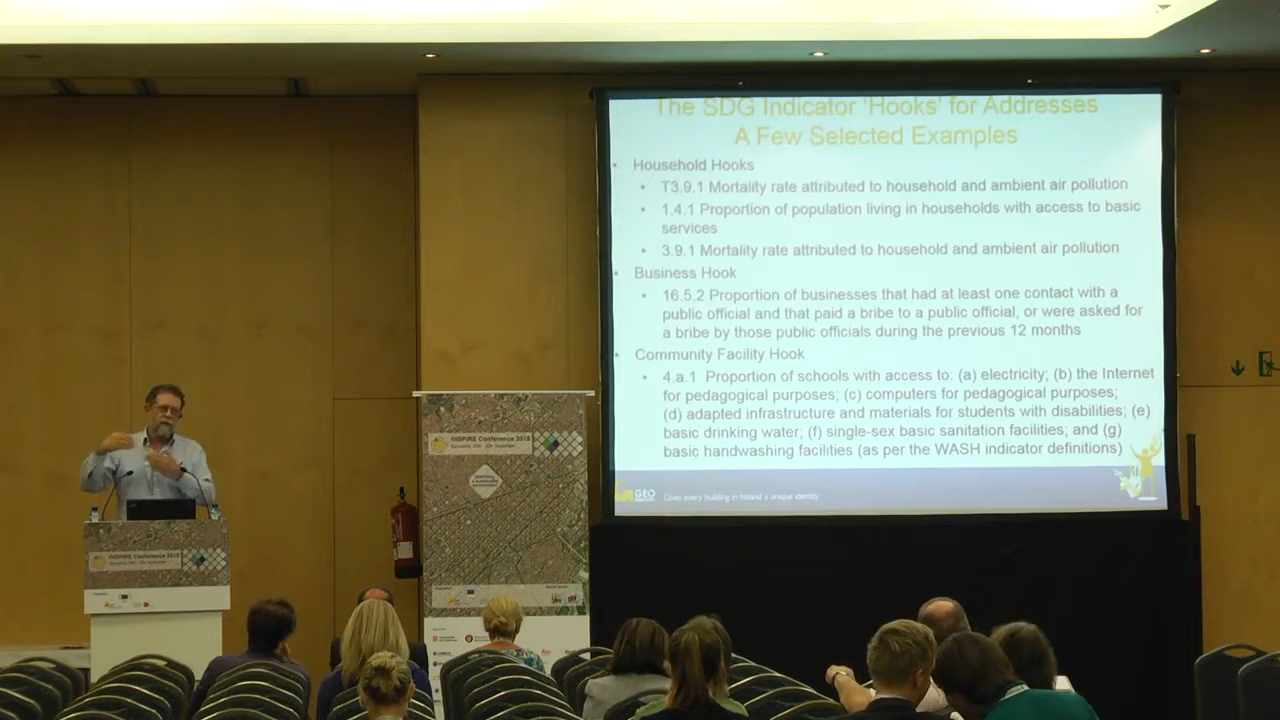 The SDG Indicator 'Hooks' for Addresses
A Few Selected Examples
• Household Hooks
• T3.9.1 Mortality rate attributed to household and ambient air pollution
• 1.4.1 Proportion of population living in households with access to basic
services
• 3.9.1 Mortality rate attributed to household and ambient air pollution
• Business Hook
• 16.5.2 Proportion of businesses that had at least one contact with a
public official and that paid a bribe to a public official, or were asked for
a bribe by those public officials during the previous 12 months
• Community Facility Hook
• 4.a.1 Proportion of schools with access to: (a) electricity; (b) the Internet
for pedagogical purposes; (c) computers for pedagogical purposes;
(d) adapted infrastructure and materials for students with disabilities; (e)
basic drinking water; (f) single-sex basic sanitation facilities; and (g)
basic handwashing facilities (as per the WASH indicator definitions)
GEO
Gives every building in Ireland a unique identity
INSPIRE Conference 2016
INSPIRE Conference 2016